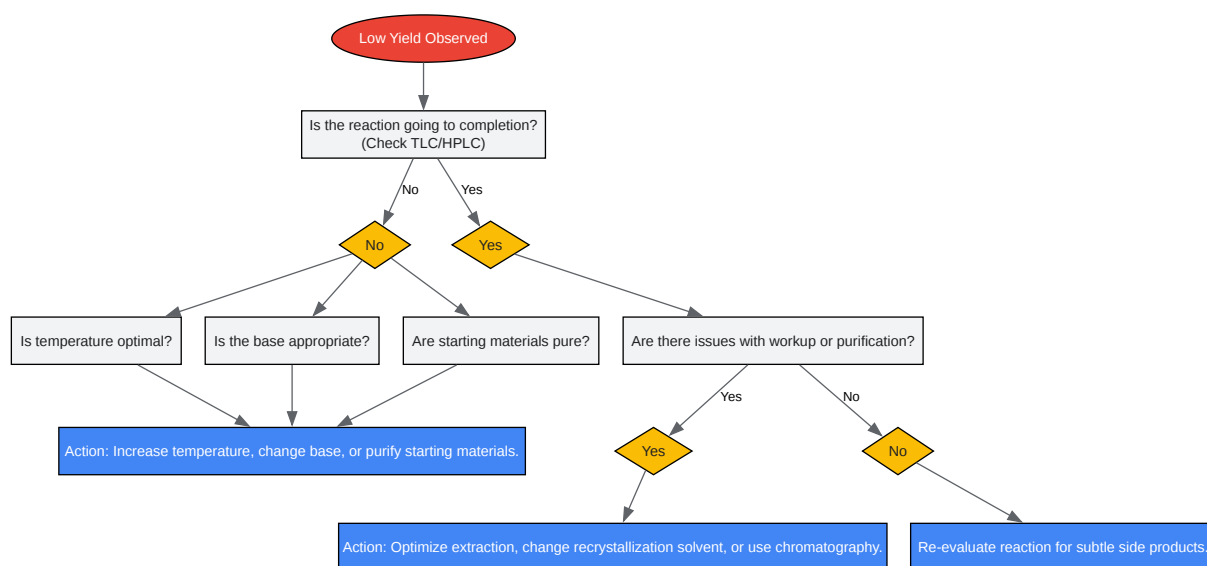 Low Yield Observed
Is the reaction going to completion?
(Check TLC/HPLC)
No
Yes
No
Yes
Is temperature optimal?
Is the base appropriate?
Are starting materials pure?
Are there issues with workup or purification?
Yes
No
Action: Increase temperature, change base, or purify starting materials.
Yes
No
Action: Optimize extraction, change recrystallization solvent, or use chromatography.
Re-evaluate reaction for subtle side products.